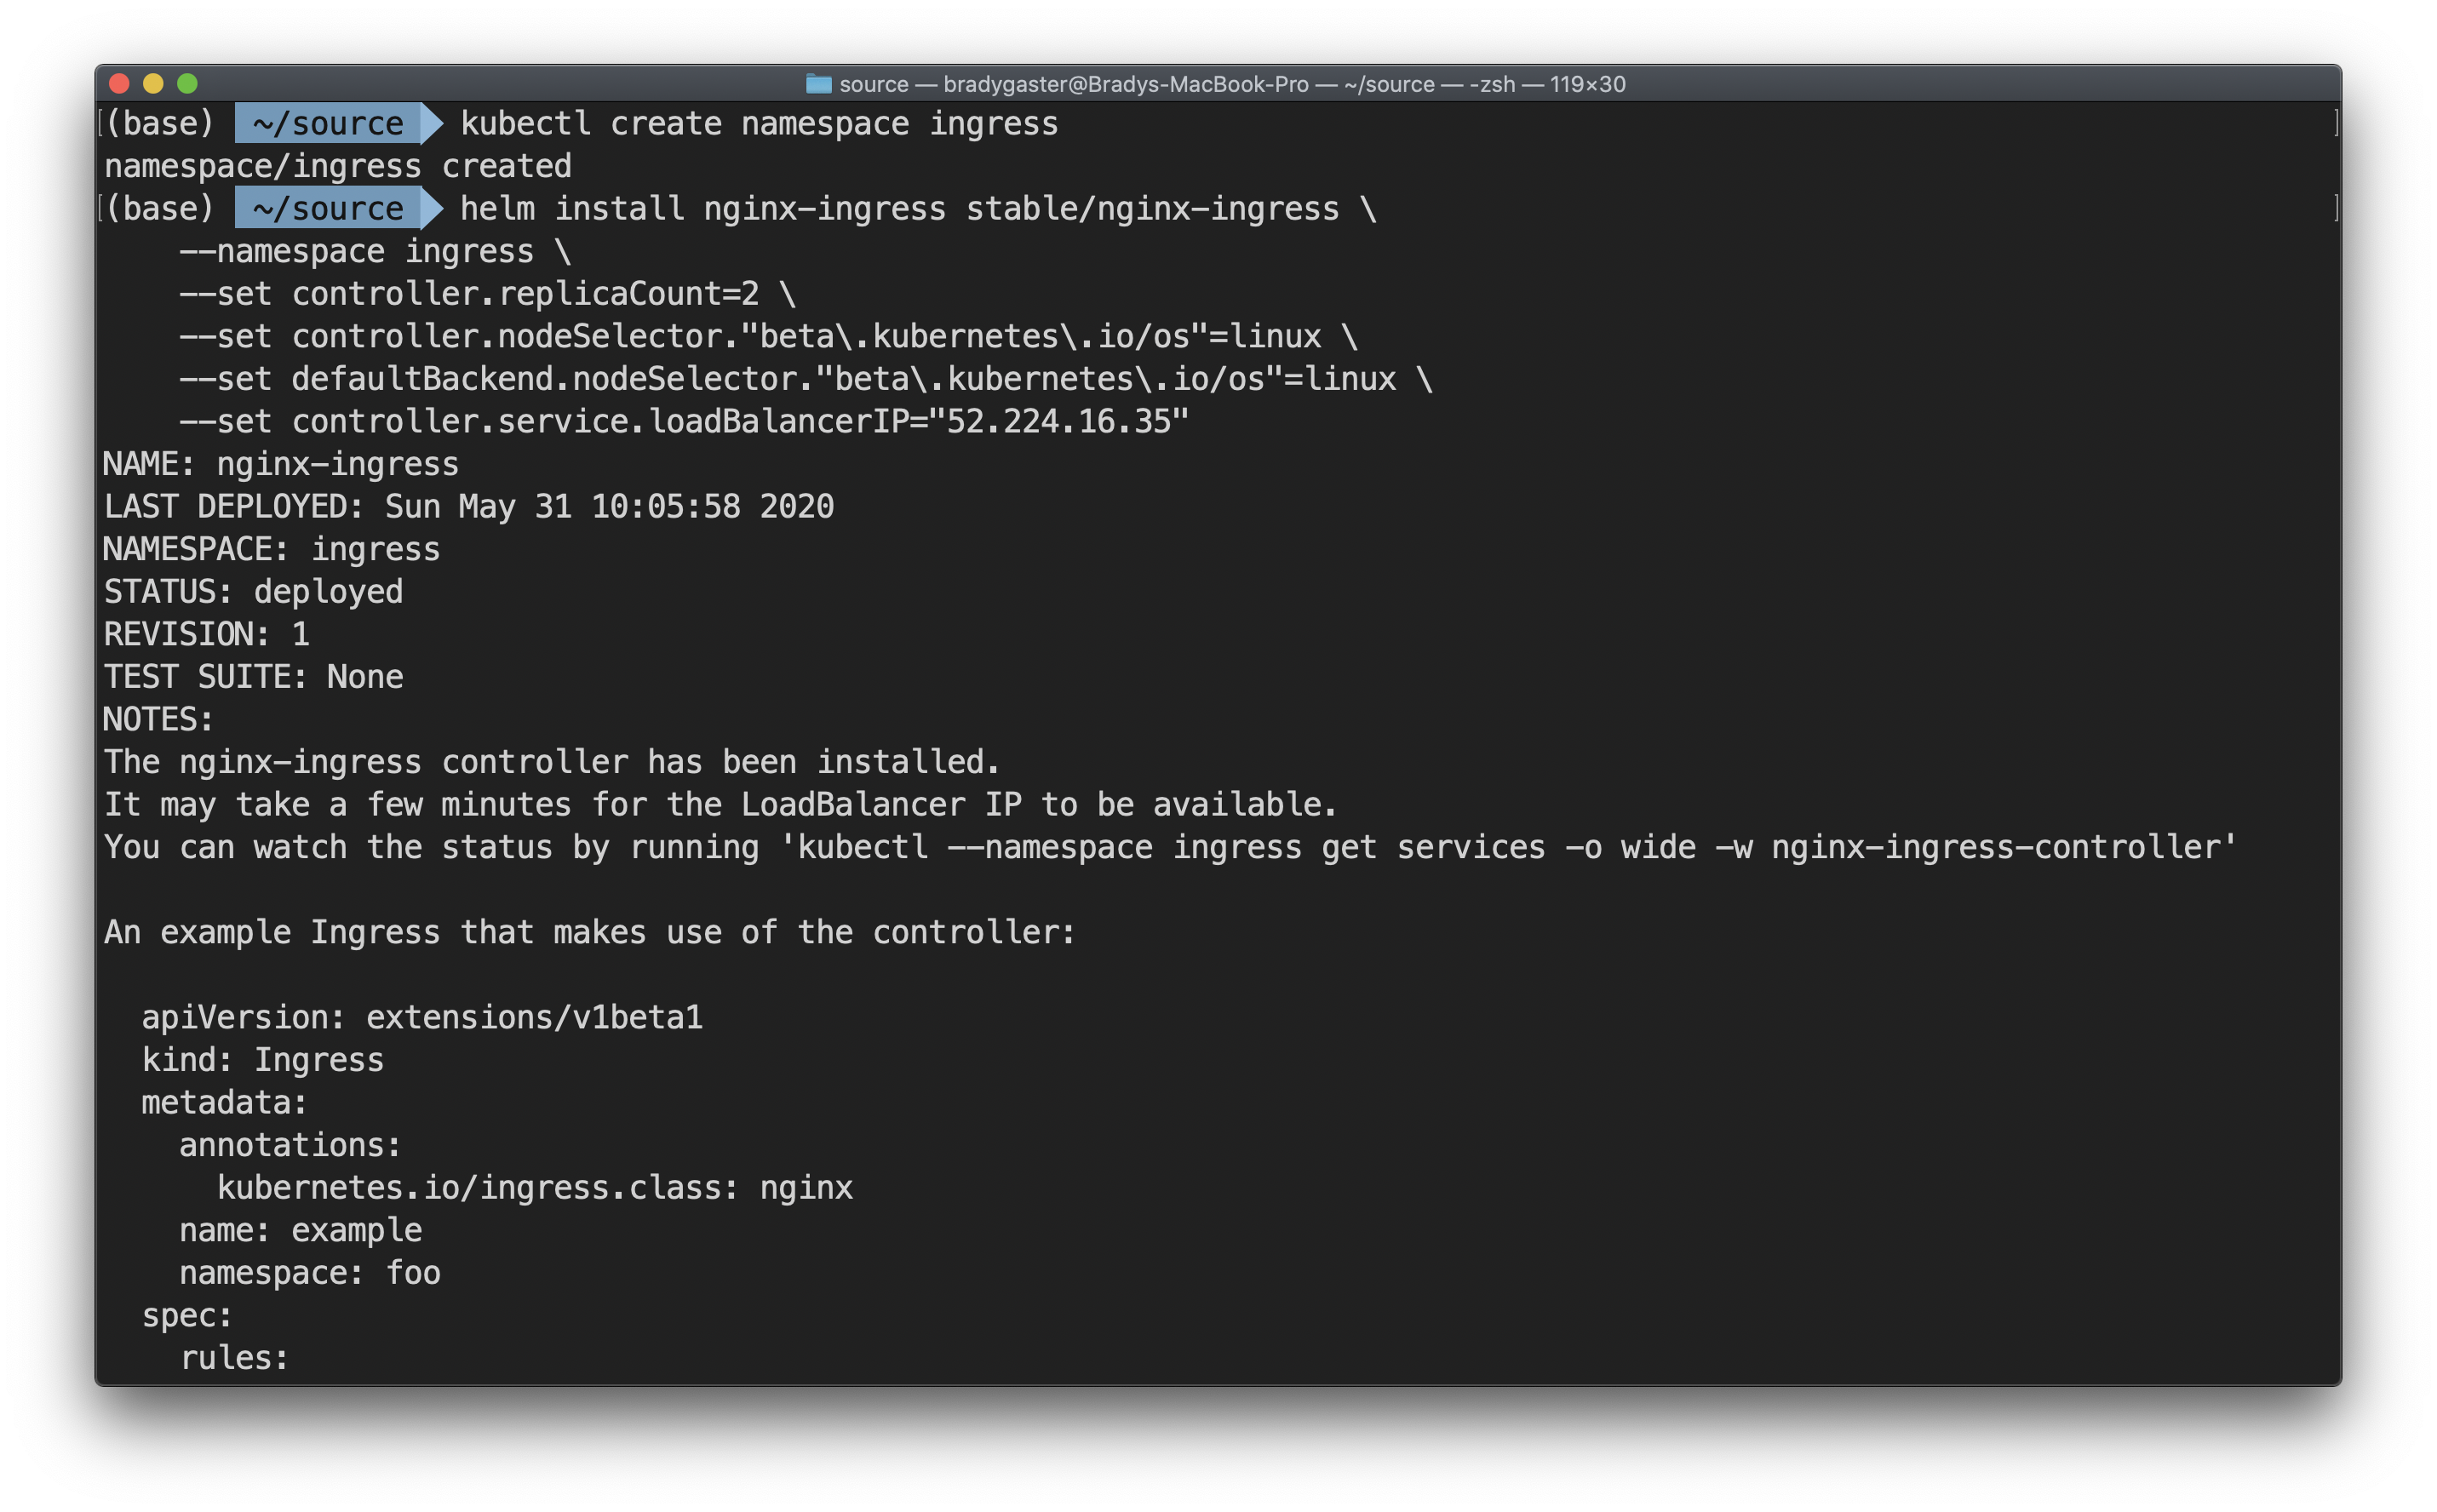 source — bradygaster@Bradys-MacBook-Pro — ~/source — -zsh — 119×30
[(base) ~/source kubectl create namespace ingress ]
namespace/ingress created
[(base) ~/source helm install nginx-ingress stable/nginx-ingress \ ]
    --namespace ingress \
    --set controller.replicaCount=2 \
    --set controller.nodeSelector."beta\.kubernetes\.io/os"=linux \
    --set defaultBackend.nodeSelector."beta\.kubernetes\.io/os"=linux \
    --set controller.service.loadBalancerIP="52.224.16.35"
NAME: nginx-ingress
LAST DEPLOYED: Sun May 31 10:05:58 2020
NAMESPACE: ingress
STATUS: deployed
REVISION: 1
TEST SUITE: None
NOTES:
The nginx-ingress controller has been installed.
It may take a few minutes for the LoadBalancer IP to be available.
You can watch the status by running 'kubectl --namespace ingress get services -o wide -w nginx-ingress-controller'

An example Ingress that makes use of the controller:

  apiVersion: extensions/v1beta1
  kind: Ingress
  metadata:
    annotations:
      kubernetes.io/ingress.class: nginx
    name: example
    namespace: foo
  spec:
    rules: